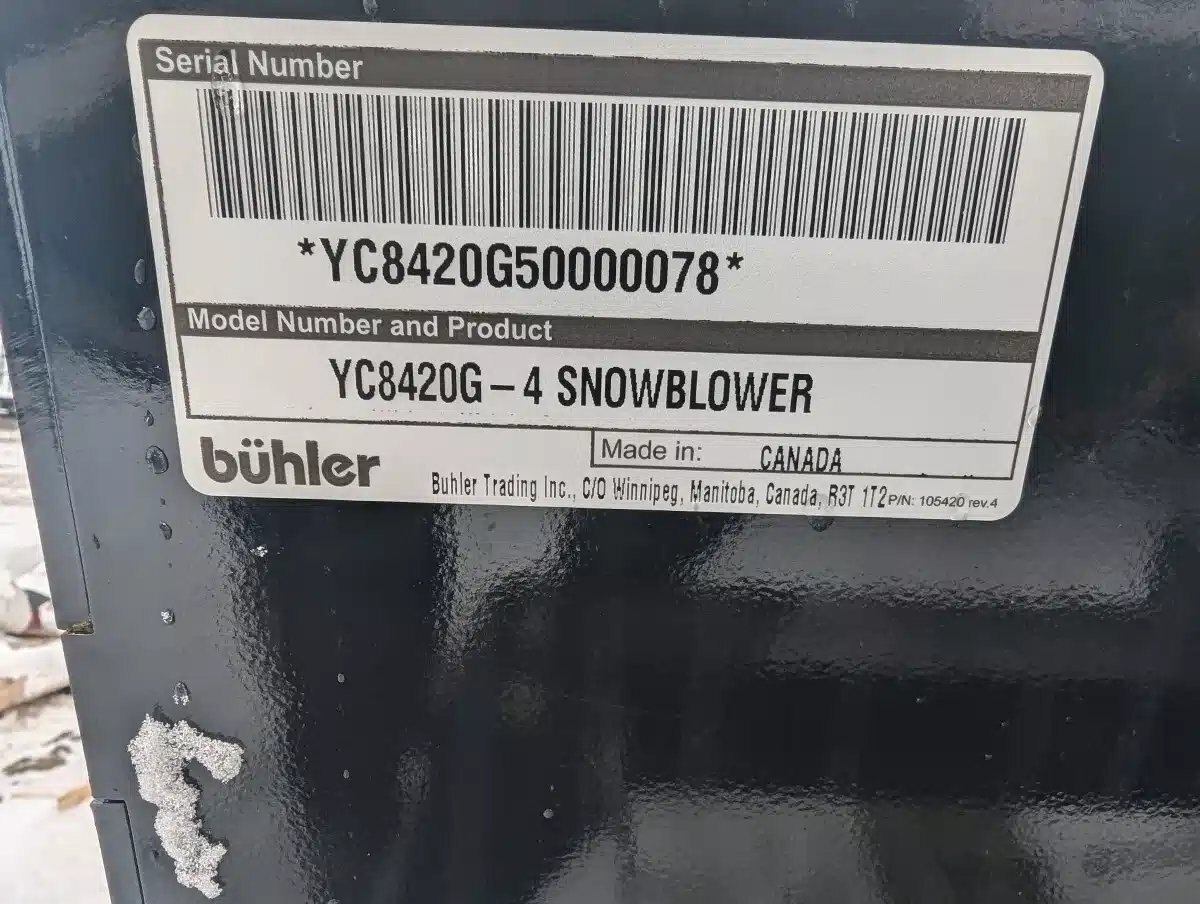 Serial Number
*YC8420G50000078*
Model Number and Product
YC8420G-4 SNOWBLOWER
bühler
Made in: CANADA
Buhler Trading Inc., C/O Winnipeg, Manitoba, Canada, R3T 1T2 P/N: 105420 rev.4